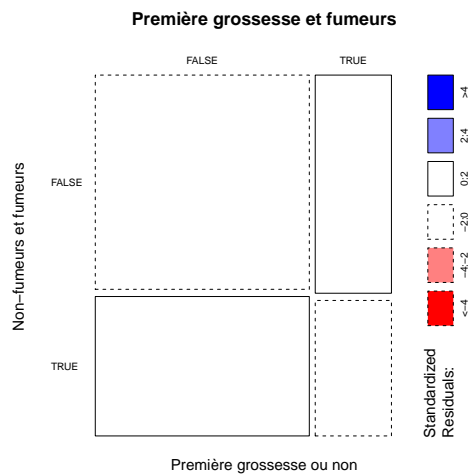 Première grossesse et fumeurs
FALSE TRUE
Non−fumeurs et fumeurs
FALSE
TRUE
Première grossesse ou non
Standardized
Residuals:
<−4
−4:−2
−2:0
0:2
2:4
>4